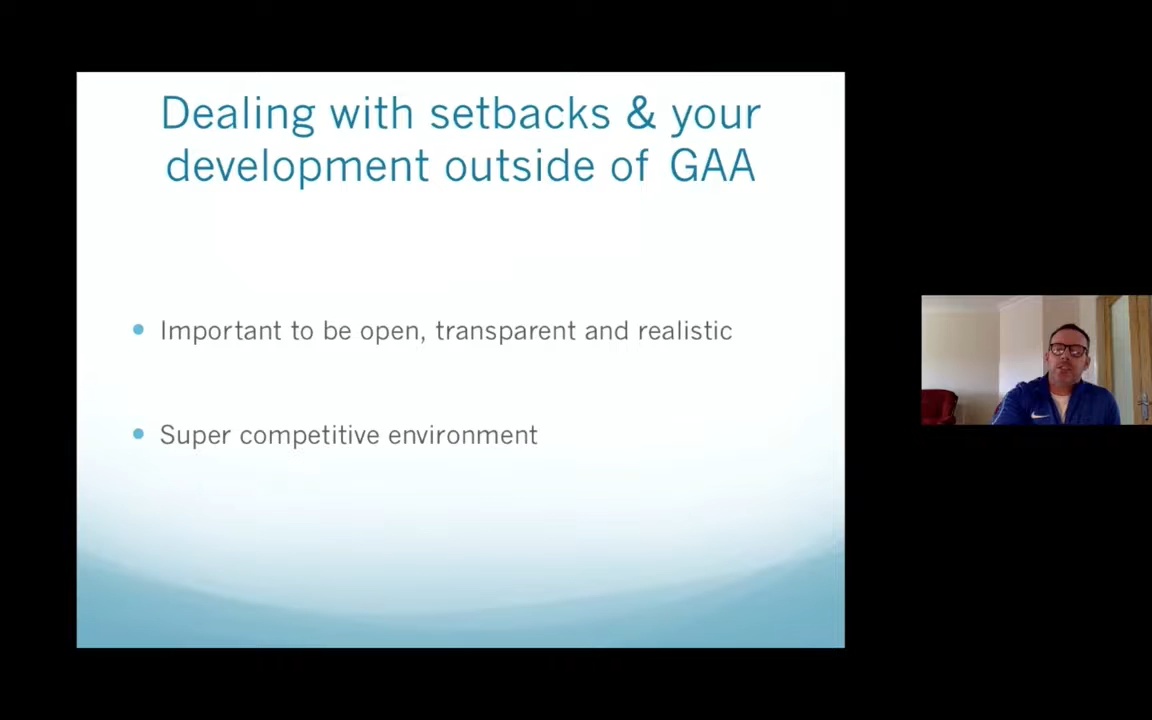 Dealing with setbacks & your
development outside of GAA
Important to be open, transparent and realistic
Super competitive environment